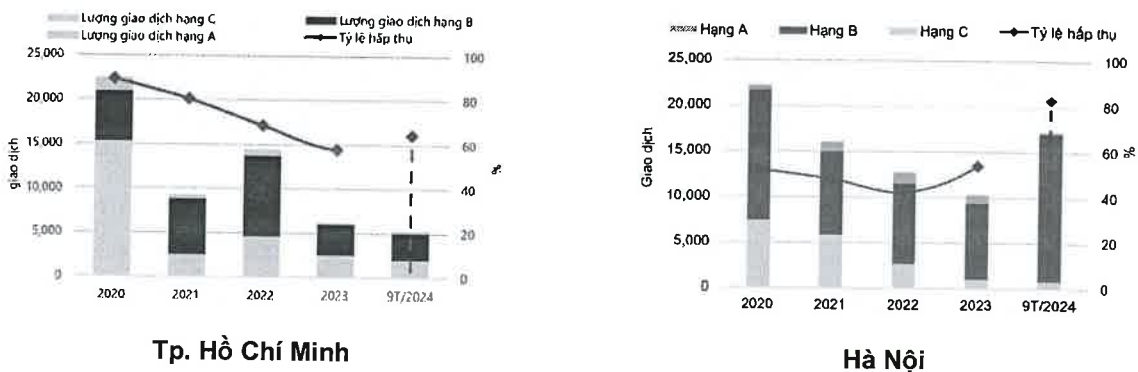 Lượng giao dịch hạng C
Lượng giao dịch hạng B
Lượng giao dịch hạng A
Tỷ lệ hấp thụ
25,000
20,000
15,000
10,000
5,000
0
giao dịch
100
80
60
40
20
0
%
2020 2021 2022 2023 9T/2024
Tp. Hồ Chí Minh
Hạng A Hạng B Hạng C Tỷ lệ hấp thụ
25,000
20,000
15,000
10,000
5,000
0
Giao dịch
100
80
60
40
20
0
%
2020 2021 2022 2023 9T/2024
Hà Nội